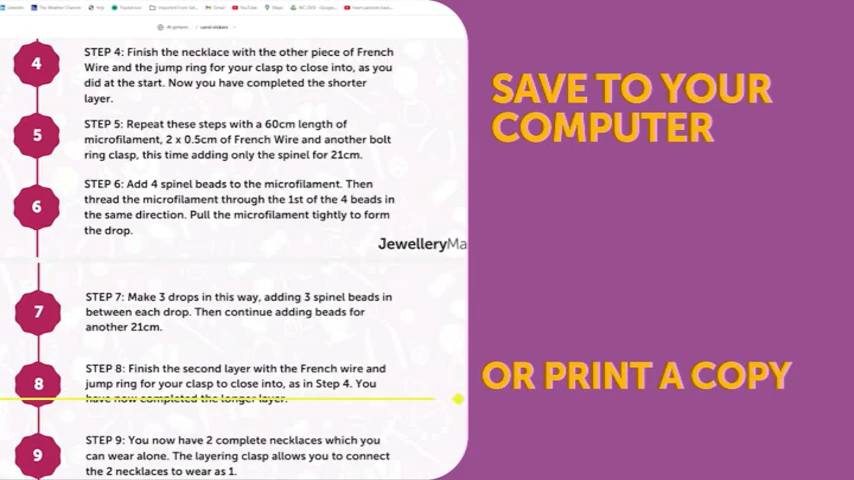 The Weather Channel
Help
YouTube
Maps
4
STEP 4: Finish the necklace with the other piece of French
Wire and the jump ring for your clasp to close into, as you
did at the start. Now you have completed the shorter
layer.
5
STEP 5: Repeat these steps with a 60cm length of
microfilament, 2 x 0.5cm of French Wire and another bolt
ring clasp, this time adding only the spinel for 21cm.
6
STEP 6: Add 4 spinel beads to the microfilament. Then
thread the microfilament through the 1st of the 4 beads in
the same direction. Pull the microfilament tightly to form
the drop.
JewelleryMa
7
STEP 7: Make 3 drops in this way, adding 3 spinel beads in
between each drop. Then continue adding beads for
another 21cm.
8
STEP 8: Finish the second layer with the French wire and
jump ring for your clasp to close into, as in Step 4. You
have now completed the longer layer.
9
STEP 9: You now have 2 complete necklaces which you
can wear alone. The layering clasp allows you to connect
the 2 necklaces to wear as 1.
SAVE TO YOUR
COMPUTER
OR PRINT A COPY